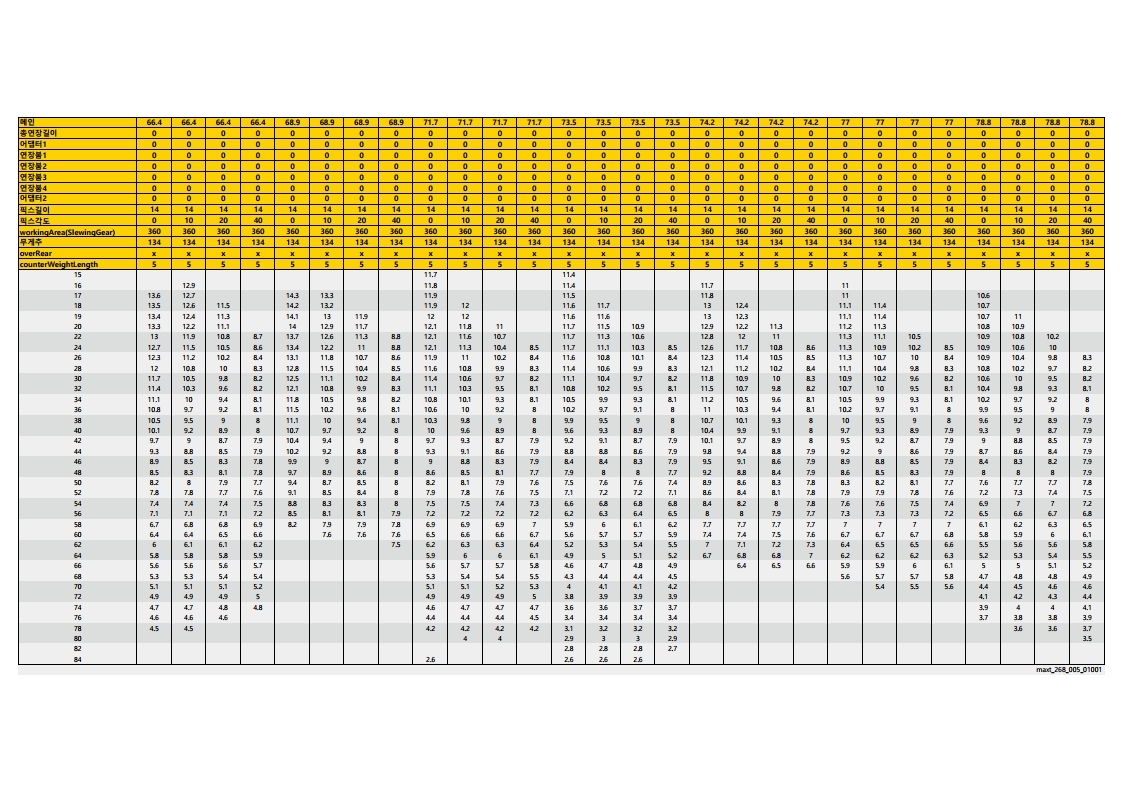 메인 66.4 66.4 66.4 66.4 68.9 68.9 68.9 68.9 71.7 71.7 71.7 71.7 73.5 73.5 73.5 73.5 74.2 74.2 74.2 74.2 77 77 77 77 78.8 78.8 78.8 78.8
총연장길이 0 0 0 0 0 0 0 0 0 0 0 0 0 0 0 0 0 0 0 0 0 0 0 0 0 0 0 0
어댑터1 0 0 0 0 0 0 0 0 0 0 0 0 0 0 0 0 0 0 0 0 0 0 0 0 0 0 0 0
연장붐1 0 0 0 0 0 0 0 0 0 0 0 0 0 0 0 0 0 0 0 0 0 0 0 0 0 0 0 0
연장붐2 0 0 0 0 0 0 0 0 0 0 0 0 0 0 0 0 0 0 0 0 0 0 0 0 0 0 0 0
연장붐3 0 0 0 0 0 0 0 0 0 0 0 0 0 0 0 0 0 0 0 0 0 0 0 0 0 0 0 0
연장붐4 0 0 0 0 0 0 0 0 0 0 0 0 0 0 0 0 0 0 0 0 0 0 0 0 0 0 0 0
어댑터2 0 0 0 0 0 0 0 0 0 0 0 0 0 0 0 0 0 0 0 0 0 0 0 0 0 0 0 0
픽스길이 14 14 14 14 14 14 14 14 14 14 14 14 14 14 14 14 14 14 14 14 14 14 14 14 14 14 14 14
픽스각도 0 10 20 40 0 10 20 40 0 10 20 40 0 10 20 40 0 10 20 40 0 10 20 40 0 10 20 40
workingArea(SlewingGear) 360 360 360 360 360 360 360 360 360 360 360 360 360 360 360 360 360 360 360 360 360 360 360 360 360 360 360 360
무게추 134 134 134 134 134 134 134 134 134 134 134 134 134 134 134 134 134 134 134 134 134 134 134 134 134 134 134 134
overRear x x x x x x x x x x x x x x x x x x x x x x x x x x x x
counterWeightLength 5 5 5 5 5 5 5 5 5 5 5 5 5 5 5 5 5 5 5 5 5 5 5 5 5 5 5 5
15 11.7 11.4
16 12.9 11.8 11.4 11.7 11
17 13.6 12.7 14.3 13.3 11.9 11.5 11.8 11 10.6
18 13.5 12.6 11.5 14.2 13.2 11.9 12 11.6 11.7 13 12.4 11.1 11.4 10.7
19 13.4 12.4 11.3 14.1 13 11.9 12 12 11.6 11.6 13 12.3 11.1 11.4 10.7 11
20 13.3 12.2 11.1 14 12.9 11.7 12.1 11.8 11 11.7 11.5 10.9 12.9 12.2 11.3 11.2 11.3 10.8 10.9
22 13 11.9 10.8 8.7 13.7 12.6 11.3 8.8 12.1 11.6 10.7 11.7 11.3 10.6 12.8 12 11 11.3 11.1 10.5 10.9 10.8 10.2
24 12.7 11.5 10.5 8.6 13.4 12.2 11 8.8 12.1 11.3 10.4 8.5 11.7 11.1 10.3 8.5 12.6 11.7 10.8 8.6 11.3 10.9 10.2 8.5 10.9 10.6 10
26 12.3 11.2 10.2 8.4 13.1 11.8 10.7 8.6 11.9 11 10.2 8.4 11.6 10.8 10.1 8.4 12.3 11.4 10.5 8.5 11.3 10.7 10 8.4 10.9 10.4 9.8 8.3
28 12 10.8 10 8.3 12.8 11.5 10.4 8.5 11.6 10.8 9.9 8.3 11.4 10.6 9.9 8.3 12.1 11.2 10.2 8.4 11.1 10.4 9.8 8.3 10.8 10.2 9.7 8.2
30 11.7 10.5 9.8 8.2 12.5 11.1 10.2 8.4 11.4 10.6 9.7 8.2 11.1 10.4 9.7 8.2 11.8 10.9 10 8.3 10.9 10.2 9.6 8.2 10.6 10 9.5 8.2
32 11.4 10.3 9.6 8.2 12.1 10.8 9.9 8.3 11.1 10.3 9.5 8.1 10.8 10.2 9.5 8.1 11.5 10.7 9.8 8.2 10.7 10 9.5 8.1 10.4 9.8 9.3 8.1
34 11.1 10 9.4 8.1 11.8 10.5 9.8 8.2 10.8 10.1 9.3 8.1 10.5 9.9 9.3 8.1 11.2 10.5 9.6 8.1 10.4 9.9 9.3 8.1 10.2 9.7 9.2 8
36 10.8 9.7 9.2 8.1 11.5 10.2 9.6 8.1 10.6 10 9.2 8 10.2 9.7 9.1 8 11 10.3 9.4 8.1 10.2 9.7 9.1 8 9.9 9.5 9 8
38 10.5 9.5 9 8 11.1 10 9.4 8.1 10.3 9.8 9 8 9.9 9.5 9 8 10.7 10.1 9.3 8 10 9.5 9 8 9.6 9.2 8.9 7.9
40 10.1 9.2 8.9 8 10.7 9.7 9.2 8 10 9.6 8.9 8 9.6 9.3 8.9 8 10.4 9.9 9.1 8 9.7 9.3 8.9 7.9 9.3 9 8.7 7.9
42 9.7 9 8.7 7.9 10.4 9.4 9 8 9.7 9.3 8.7 7.9 9.2 9.1 8.7 7.9 10.1 9.7 8.9 8 9.5 9.2 8.7 7.9 9 8.8 8.5 7.9
44 9.3 8.8 8.5 7.9 10.2 9.2 8.8 8 9.3 9.1 8.6 7.9 8.8 8.8 8.6 7.9 9.8 9.4 8.8 7.9 9.2 9 8.6 7.9 8.7 8.6 8.4 7.9
46 8.9 8.5 8.3 7.8 9.9 9 8.7 8 9 8.8 8.3 7.9 8.4 8.4 8.3 7.9 9.5 9.1 8.6 7.9 8.9 8.8 8.5 7.9 8.4 8.3 8.2 7.9
48 8.5 8.3 8.1 7.8 9.7 8.9 8.6 8 8.6 8.5 8.1 7.7 7.9 8 8 7.7 9.2 8.8 8.4 7.9 8.6 8.5 8.3 7.9 8 8 8 7.9
50 8.2 8 7.9 7.7 9.4 8.7 8.5 8 8.2 8.1 7.9 7.6 7.5 7.6 7.6 7.4 8.9 8.6 8.3 7.8 8.3 8.2 8.1 7.7 7.6 7.7 7.7 7.8
52 7.8 7.8 7.7 7.6 9.1 8.5 8.4 8 7.9 7.8 7.6 7.5 7.1 7.2 7.2 7.1 8.6 8.4 8.1 7.8 7.9 7.9 7.8 7.6 7.2 7.3 7.4 7.5
54 7.4 7.4 7.4 7.5 8.8 8.3 8.3 8 7.5 7.5 7.4 7.3 6.6 6.8 6.8 6.8 8.4 8.2 8 7.8 7.6 7.6 7.5 7.4 6.9 7 7 7.2
56 7.1 7.1 7.1 7.2 8.5 8.1 8.1 7.9 7.2 7.2 7.2 7.2 6.2 6.3 6.4 6.5 8 8 7.9 7.7 7.3 7.3 7.3 7.2 6.5 6.6 6.7 6.8
58 6.7 6.8 6.8 6.9 8.2 7.9 7.9 7.8 6.9 6.9 6.9 7 5.9 6 6.1 6.2 7.7 7.7 7.7 7.7 7 7 7 7 6.1 6.2 6.3 6.5
60 6.4 6.4 6.5 6.6 7.6 7.6 7.6 6.5 6.6 6.6 6.7 5.6 5.7 5.7 5.9 7.4 7.4 7.5 7.6 6.7 6.7 6.8 6.8 5.8 5.9 6 6.1
62 6 6.1 6.1 6.2 7.5 6.2 6.3 6.3 6.4 5.2 5.3 5.4 5.5 7 7.1 7.2 7.3 6.4 6.5 6.5 6.6 5.5 5.6 5.6 5.8
64 5.8 5.8 5.8 5.9 5.9 6 6 6.1 4.9 5 5.1 5.2 6.7 6.8 6.8 7 6.2 6.2 6.2 6.3 5.2 5.3 5.4 5.5
66 5.6 5.6 5.6 5.7 5.6 5.7 5.7 5.8 4.6 4.7 4.8 4.9 6.4 6.5 6.6 5.9 5.9 6 6.1 5 5 5.1 5.2
68 5.3 5.3 5.4 5.4 5.3 5.4 5.4 5.5 4.3 4.4 4.4 4.5 5.6 5.7 5.7 5.8 4.7 4.8 4.8 4.9
70 5.1 5.1 5.2 5.2 5.1 5.1 5.2 5.3 4 4.1 4.1 4.2 5.4 5.5 5.6 4.4 4.5 4.6 4.6
72 4.9 4.9 4.9 5 4.9 4.9 4.9 5 3.8 3.9 3.9 3.9 4.1 4.2 4.3 4.4
74 4.7 4.7 4.8 4.8 4.6 4.7 4.7 4.7 3.6 3.6 3.7 3.7 3.9 4 4 4.1
76 4.6 4.6 4.6 4.4 4.4 4.4 4.5 3.4 3.4 3.4 3.5 3.7 3.8 3.8 3.9
78 4.5 4.5 4.2 4.2 4.2 4.2 3.1 3.2 3.2 3.2 3.6 3.6 3.7
80 4 4 2.9 3 3 2.9 3.5
82 2.8 2.8 2.8 2.7
84 2.6 2.6 2.6 2.6
maxt_268_005_01001